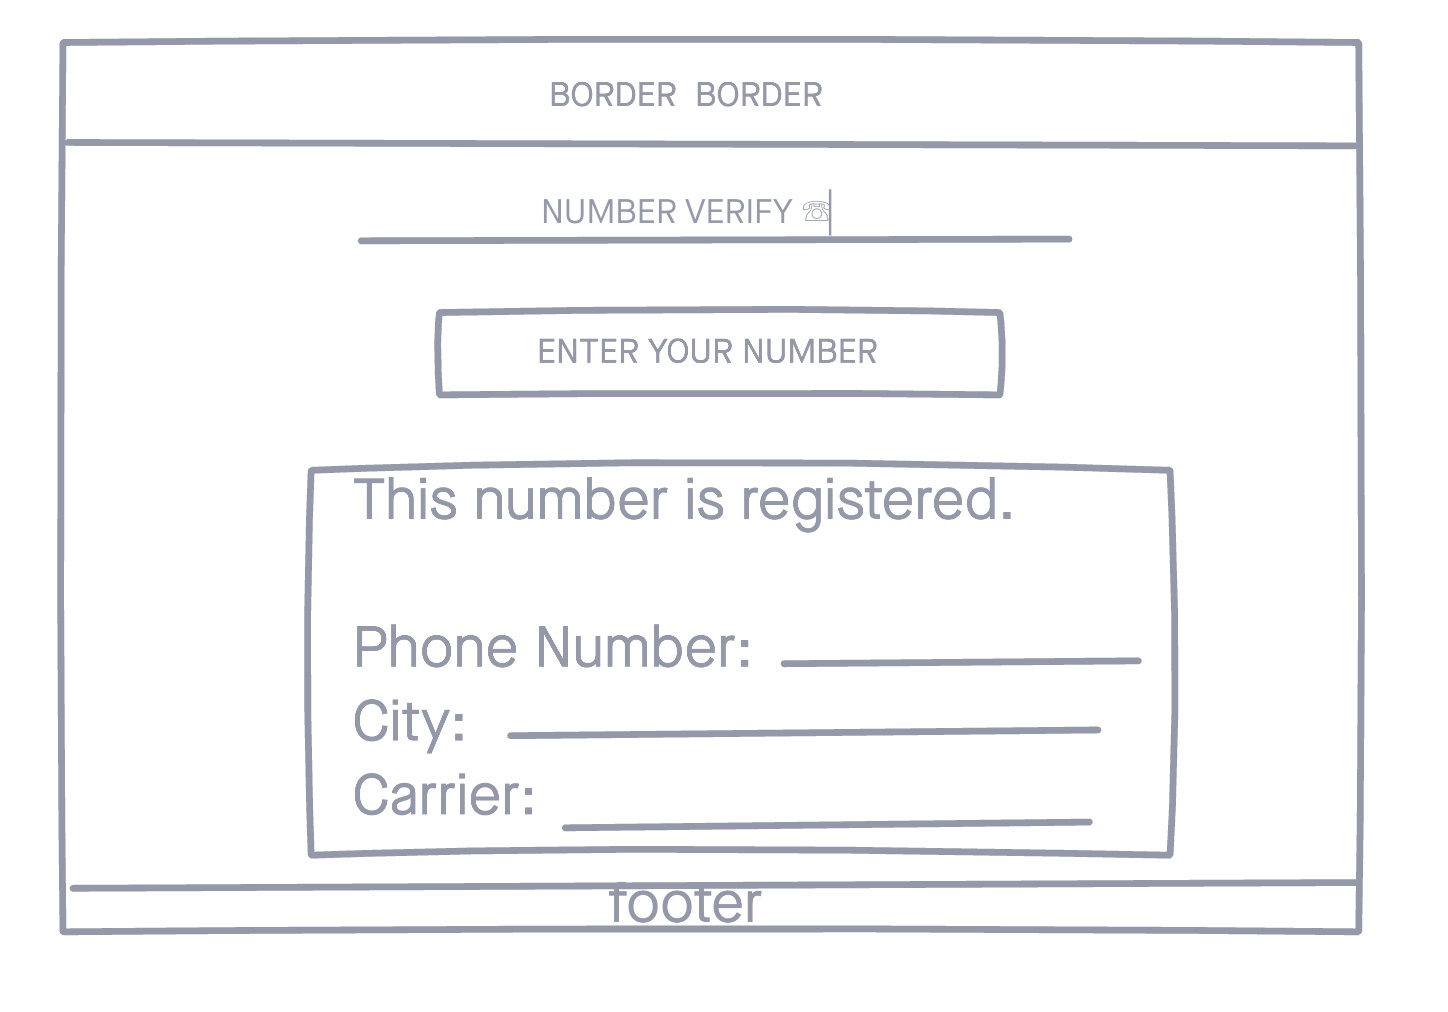 BORDER BORDER
NUMBER VERIFY ☏
ENTER YOUR NUMBER
This number is registered.
Phone Number:
City:
Carrier:
footer